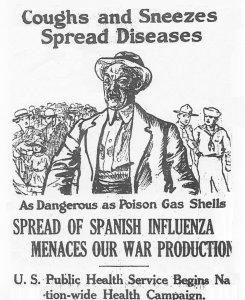 Coughs and Sneezes
Spread Diseases
As Dangerous as Poison Gas Shells
SPREAD OF SPANISH INFLUENZA
MENACES OUR WAR PRODUCTION
U. S. Public Health Service Begins Na
tion-wide Health Campaign.